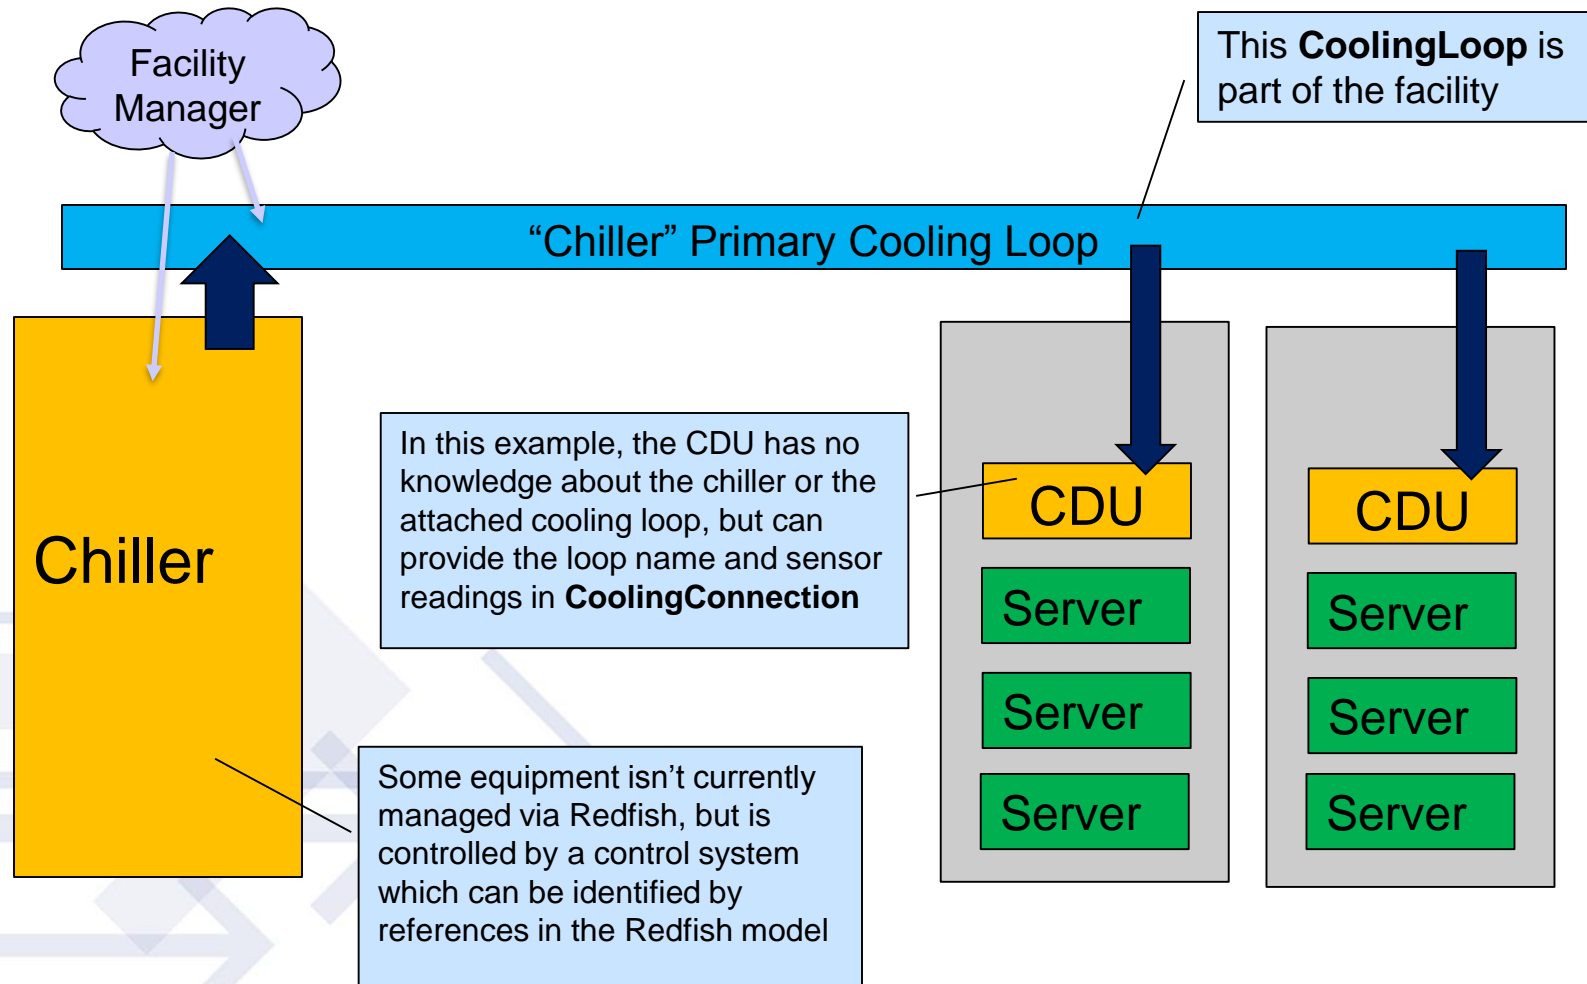 Facility
Manager
This CoolingLoop is
part of the facility
“Chiller” Primary Cooling Loop
Chiller
In this example, the CDU has no
knowledge about the chiller or the
attached cooling loop, but can
provide the loop name and sensor
readings in CoolingConnection
Some equipment isn’t currently
managed via Redfish, but is
controlled by a control system
which can be identified by
references in the Redfish model
CDU
Server
Server
Server
CDU
Server
Server
Server